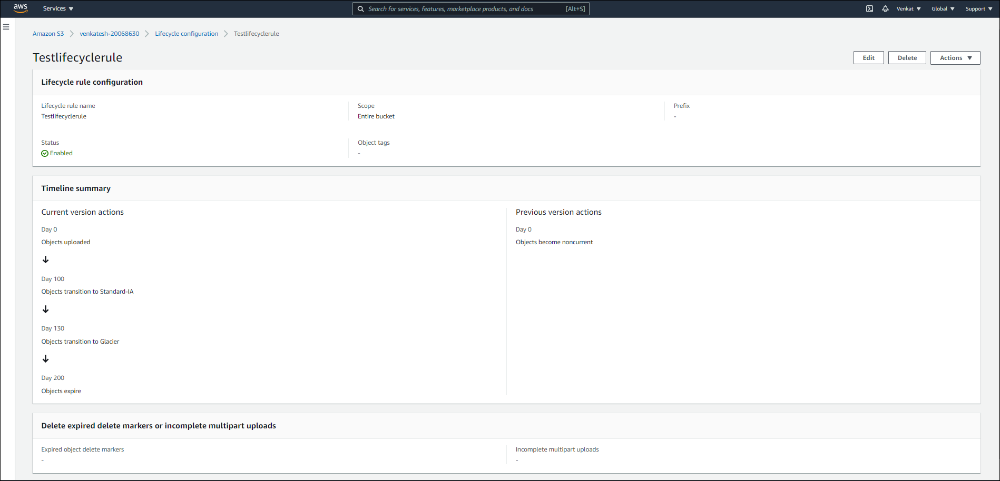 aws Services Search for services, features, marketplace products, and docs [Alt+S] Venkat Global Support
Amazon S3 venkatesh-20068630 Lifecycle configuration Testlifecyclerule
Testlifecyclerule Edit Delete Actions
Lifecycle rule configuration
Lifecycle rule name Scope Prefix
Testlifecyclerule Entire bucket -
Status Object tags
Enabled -
Timeline summary
Current version actions Previous version actions
Day 0 Day 0
Objects uploaded Objects become noncurrent
Day 100
Objects transition to Standard-IA
Day 130
Objects transition to Glacier
Day 200
Objects expire
Delete expired delete markers or incomplete multipart uploads
Expired object delete markers Incomplete multipart uploads
- -